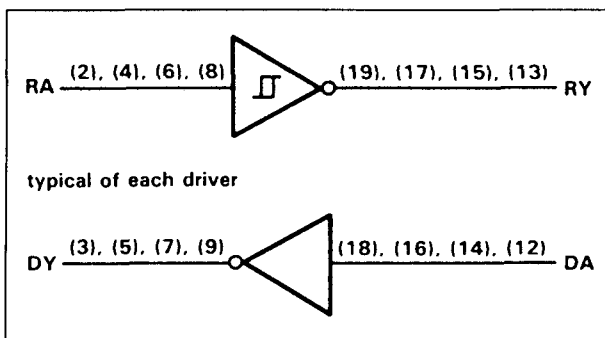 RA (2), (4), (6), (8) (19), (17), (15), (13) RY
typical of each driver
DY (3), (5), (7), (9) (18), (16), (14), (12) DA